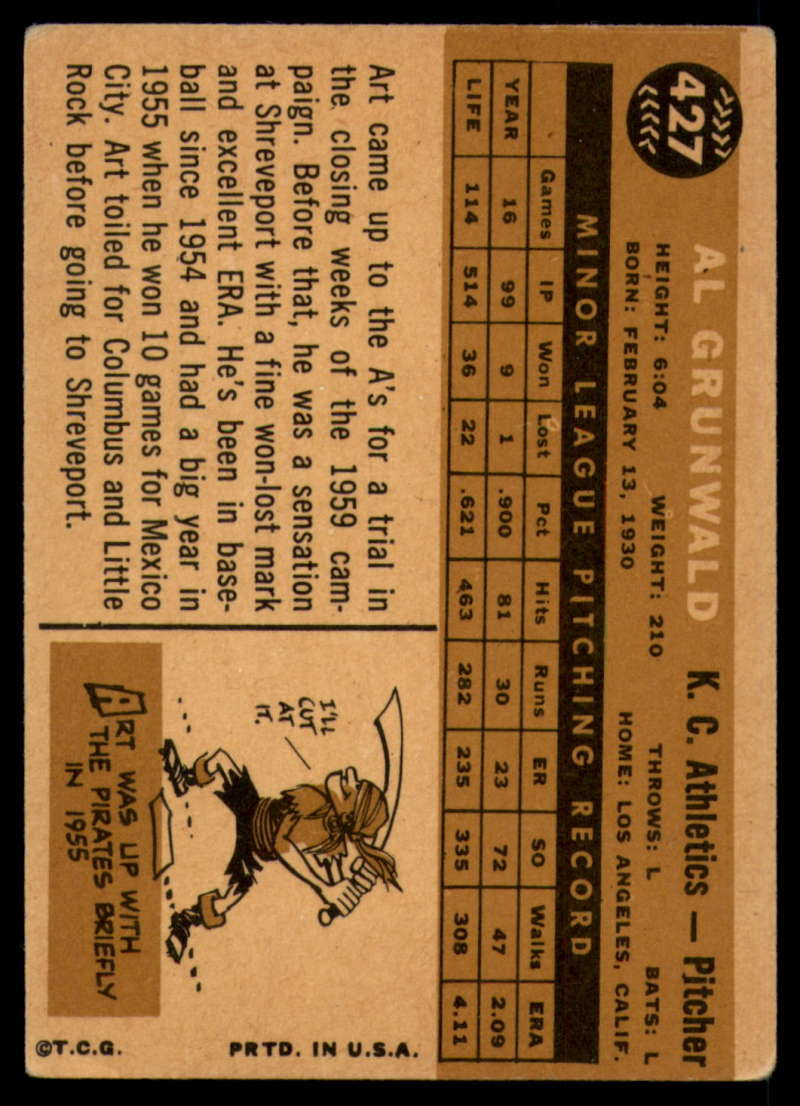 427
AL GRUNWALD
K. C. Athletics — Pitcher
HEIGHT: 6:04 WEIGHT: 210 THROWS: L BATS: L
BORN: FEBRUARY 13, 1930 HOME: LOS ANGELES, CALIF.
MINOR LEAGUE PITCHING RECORD
Games IP Won Lost Pct Hits Runs ER SO Walks ERA
YEAR 16 99 9 1 .900 81 30 23 72 47 2.09
LIFE 114 514 36 22 .621 463 282 235 335 308 4.11
Art came up to the A's for a trial in
the closing weeks of the 1959 cam-
paign. Before that, he was a sensation
at Shreveport with a fine won-lost mark
and excellent ERA. He's been in base-
ball since 1954 and had a big year in
1955 when he won 10 games for Mexico
City. Art toiled for Columbus and Little
Rock before going to Shreveport.
I'LL
CUT
AT
IT.
ART WAS UP WITH
THE PIRATES BRIEFLY
IN 1955
©T.C.G. PRTD. IN U.S.A.